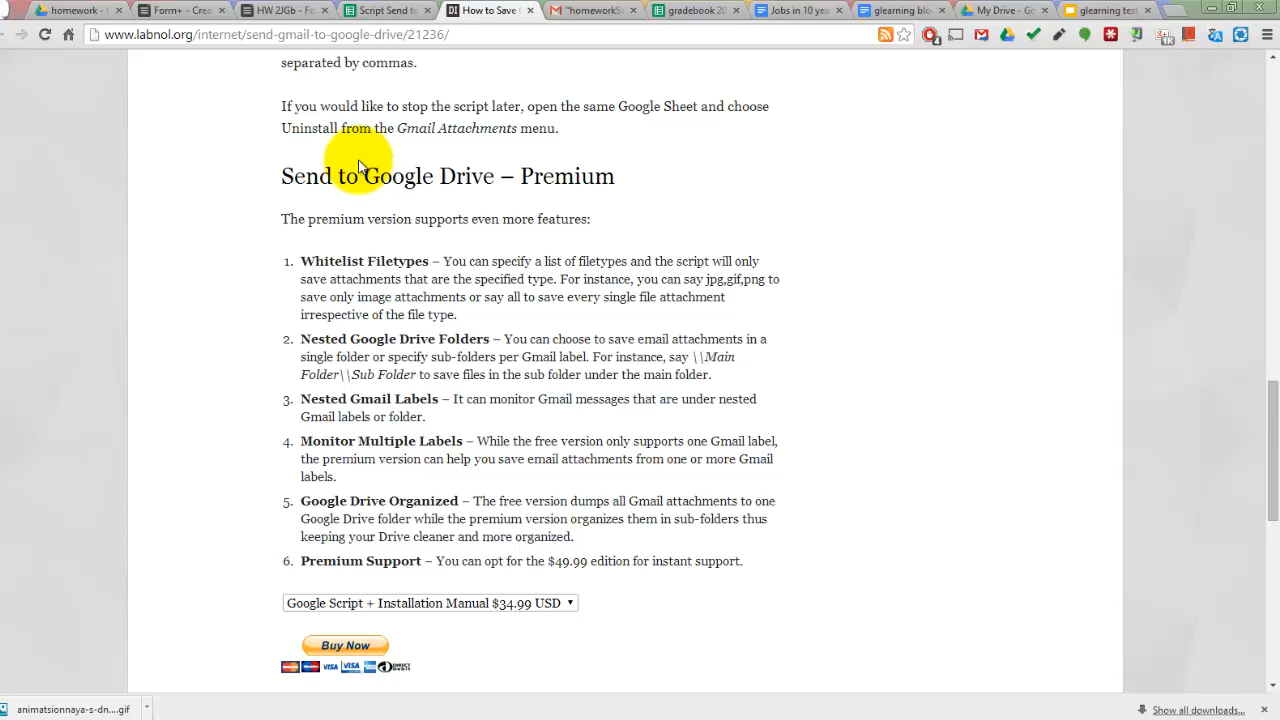 homework - G
Form+ - Crea
HW 2JGb - Fo
Script Send to
How to Save
"homeworkS
gradebook 20
Jobs in 10 yea
glearning blo
My Drive - Go
glearning text
www.labnol.org/internet/send-gmail-to-google-drive/21236/
separated by commas.
If you would like to stop the script later, open the same Google Sheet and choose
Uninstall from the Gmail Attachments menu.
Send to Google Drive – Premium
The premium version supports even more features:
1. Whitelist Filetypes – You can specify a list of filetypes and the script will only
save attachments that are the specified type. For instance, you can say jpg,gif,png to
save only image attachments or say all to save every single file attachment
irrespective of the file type.
2. Nested Google Drive Folders – You can choose to save email attachments in a
single folder or specify sub-folders per Gmail label. For instance, say \\Main
Folder\\Sub Folder to save files in the sub folder under the main folder.
3. Nested Gmail Labels – It can monitor Gmail messages that are under nested
Gmail labels or folder.
4. Monitor Multiple Labels – While the free version only supports one Gmail label,
the premium version can help you save email attachments from one or more Gmail
labels.
5. Google Drive Organized – The free version dumps all Gmail attachments to one
Google Drive folder while the premium version organizes them in sub-folders thus
keeping your Drive cleaner and more organized.
6. Premium Support – You can opt for the $49.99 edition for instant support.
Google Script + Installation Manual $34.99 USD
Buy Now
VISA VISA DIRECT Debit
animatsionnaya-s-dn....gif
Show all downloads...